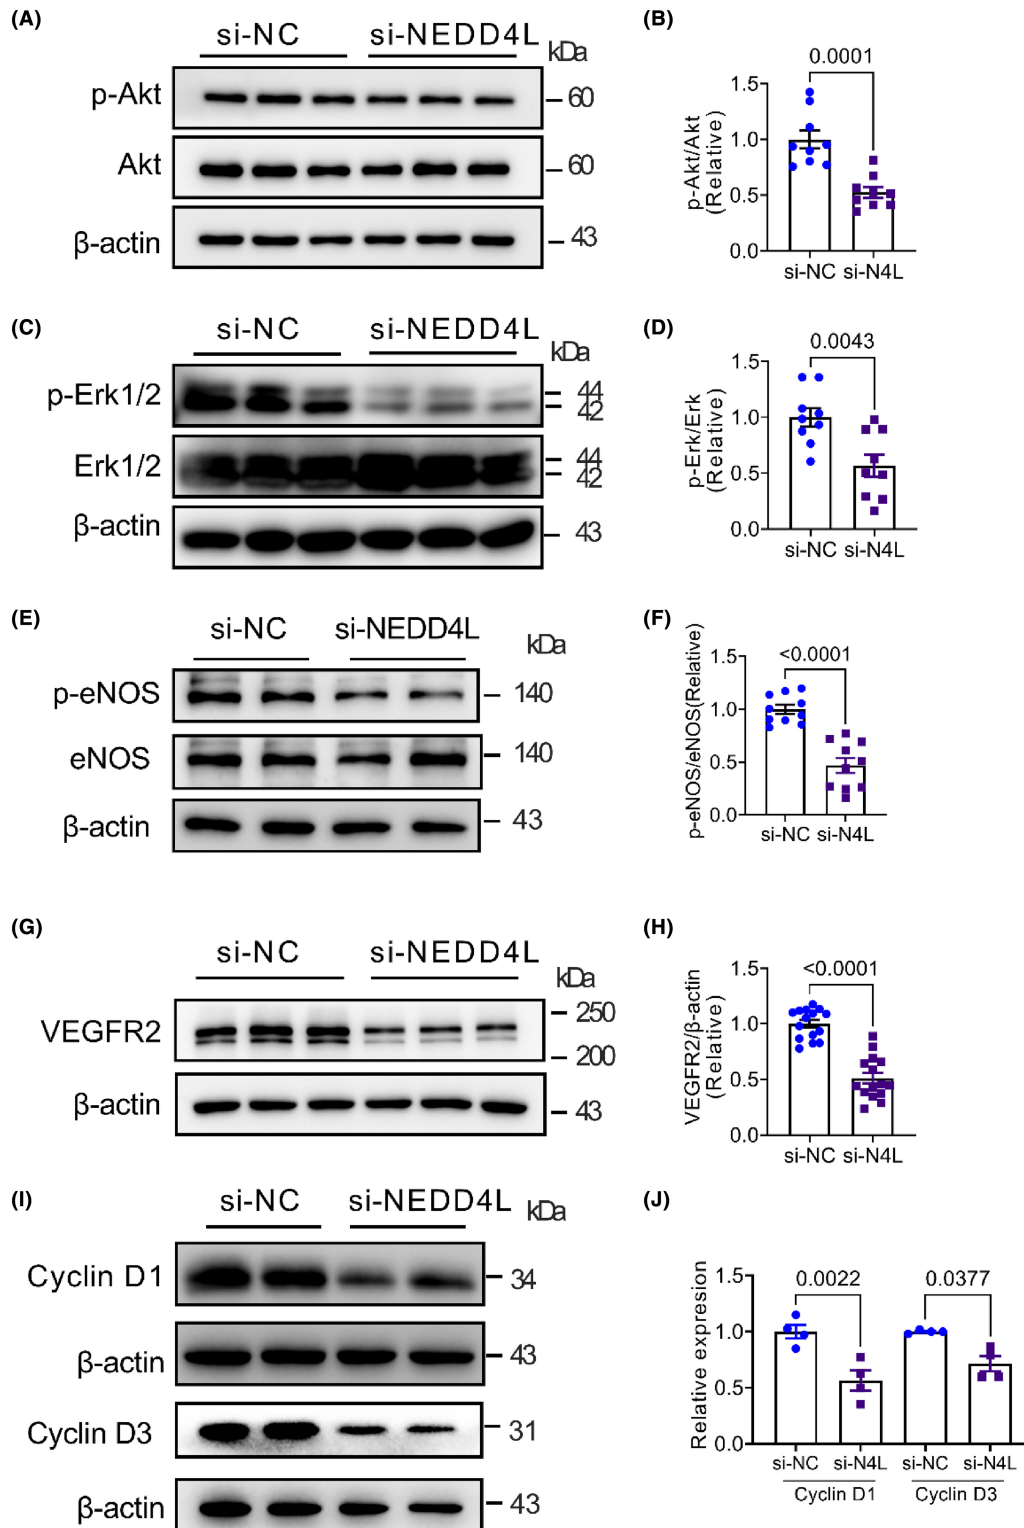 (A)
si-NC si-NEDD4L
kDa
p-Akt 60
Akt 60
β-actin 43
(B)
0.0001
p-Akt/Akt
(Relative)
1.5
1.0
0.5
0.0
si-NC si-N4L
(C)
si-NC si-NEDD4L
kDa
p-Erk1/2 44
42
Erk1/2 44
42
β-actin 43
(D)
0.0043
p-Erk/Erk
(Relative)
1.5
1.0
0.5
0.0
si-NC si-N4L
(E)
si-NC si-NEDD4L
kDa
p-eNOS 140
eNOS 140
β-actin 43
(F)
<0.0001
p-eNOS/eNOS(Relative)
1.5
1.0
0.5
0.0
si-NC si-N4L
(G)
si-NC si-NEDD4L
kDa
VEGFR2 250
200
β-actin 43
(H)
<0.0001
VEGFR2/β-actin
(Relative)
1.5
1.0
0.5
0.0
si-NC si-N4L
(I)
si-NC si-NEDD4L kDa
Cyclin D1 34
β-actin 43
Cyclin D3 31
β-actin 43
(J)
0.0022 0.0377
Relative expresion
1.5
1.0
0.5
0.0
si-NC si-N4L si-NC si-N4L
Cyclin D1 Cyclin D3